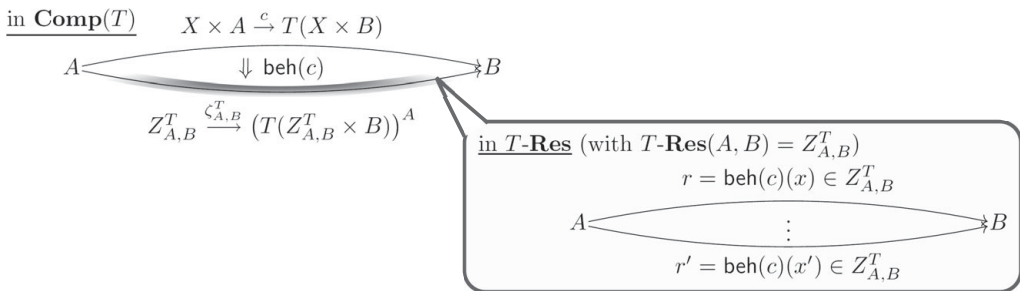 in Comp(T)
X × A →ᶜ T(X × B)
A ⇓ beh(c) B
Z^T_{A,B} →^{ζ^T_{A,B}} (T(Z^T_{A,B} × B))^A
in T-Res (with T-Res(A, B) = Z^T_{A,B})
r = beh(c)(x) ∈ Z^T_{A,B}
A ⋮ B
r′ = beh(c)(x′) ∈ Z^T_{A,B}